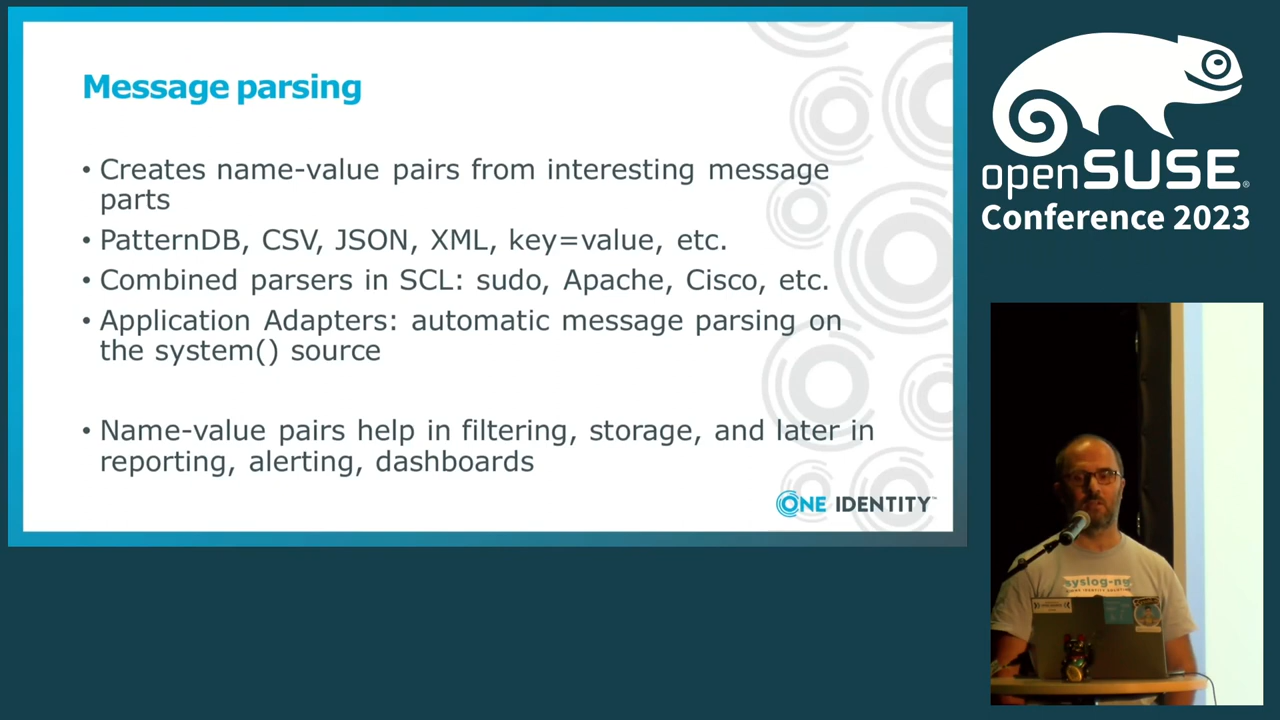 Message parsing
• Creates name-value pairs from interesting message
parts
• PatternDB, CSV, JSON, XML, key=value, etc.
• Combined parsers in SCL: sudo, Apache, Cisco, etc.
• Application Adapters: automatic message parsing on
the system() source
• Name-value pairs help in filtering, storage, and later in
reporting, alerting, dashboards
ONE IDENTITY™
openSUSE®
Conference 2023
syslog-ng